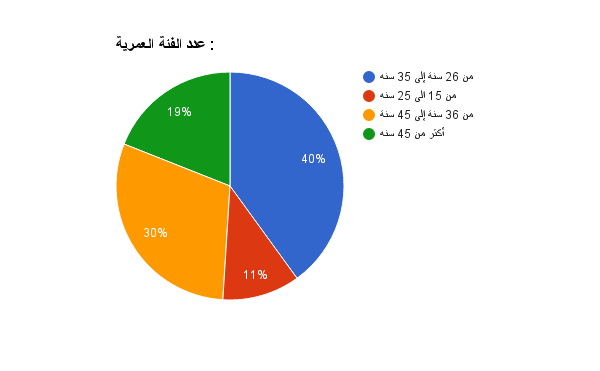 عدد الفئة العمرية :
من 26 سنة إلى 35 سنه
من 15 الى 25 سنه
من 36 سنة إلى 45 سنة
أكثر من 45 سنه
19%
40%
30%
11%